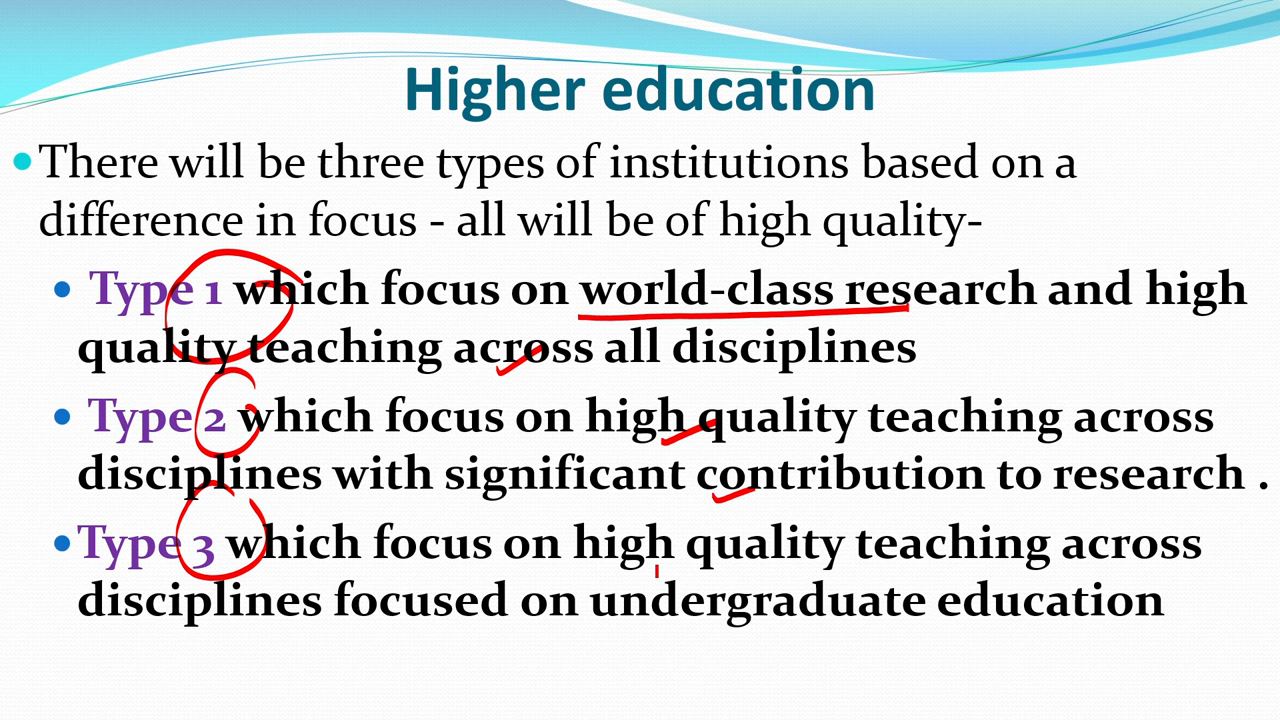 Higher education
There will be three types of institutions based on a
difference in focus - all will be of high quality-
Type 1 which focus on world-class research and high
quality teaching across all disciplines
Type 2 which focus on high quality teaching across
disciplines with significant contribution to research .
Type 3 which focus on high quality teaching across
disciplines focused on undergraduate education